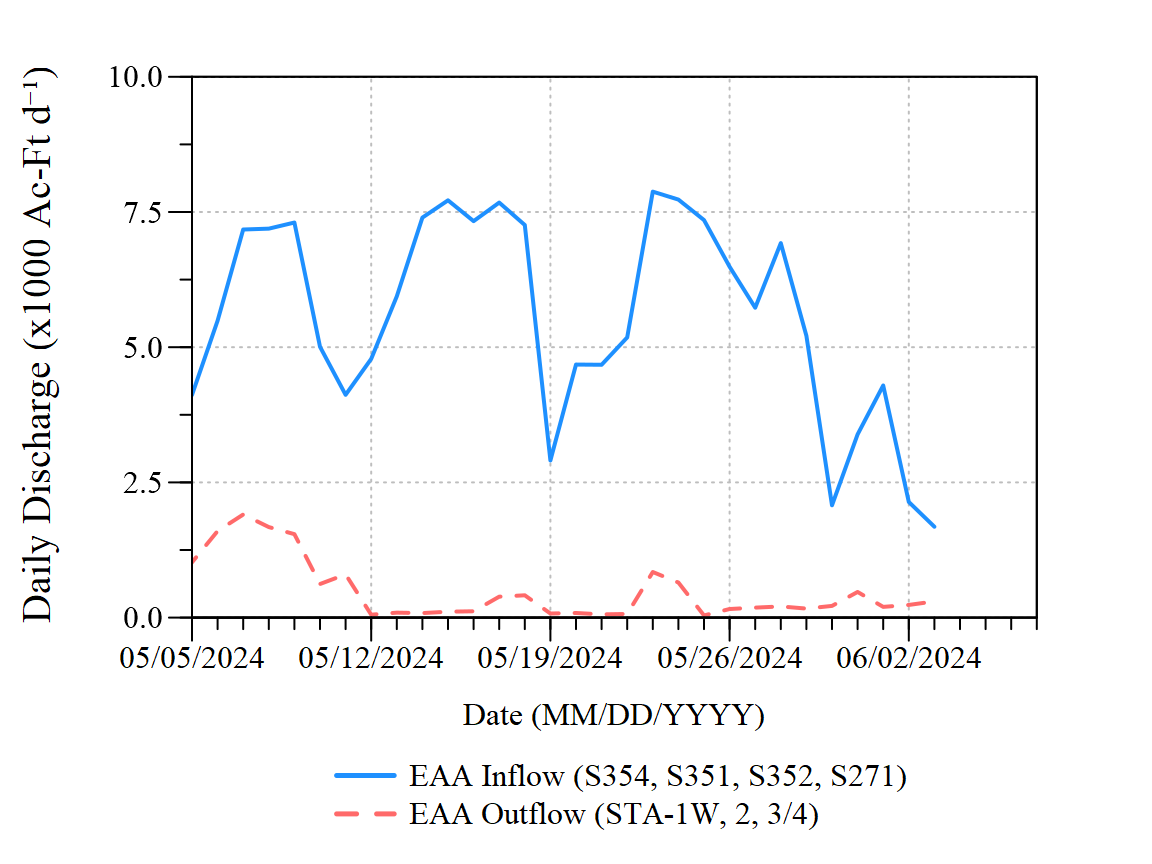 Daily Discharge (x1000 Ac-Ft d⁻¹)
10.0
7.5
5.0
2.5
0.0
05/05/2024 05/12/2024 05/19/2024 05/26/2024 06/02/2024
Date (MM/DD/YYYY)
EAA Inflow (S354, S351, S352, S271)
EAA Outflow (STA-1W, 2, 3/4)